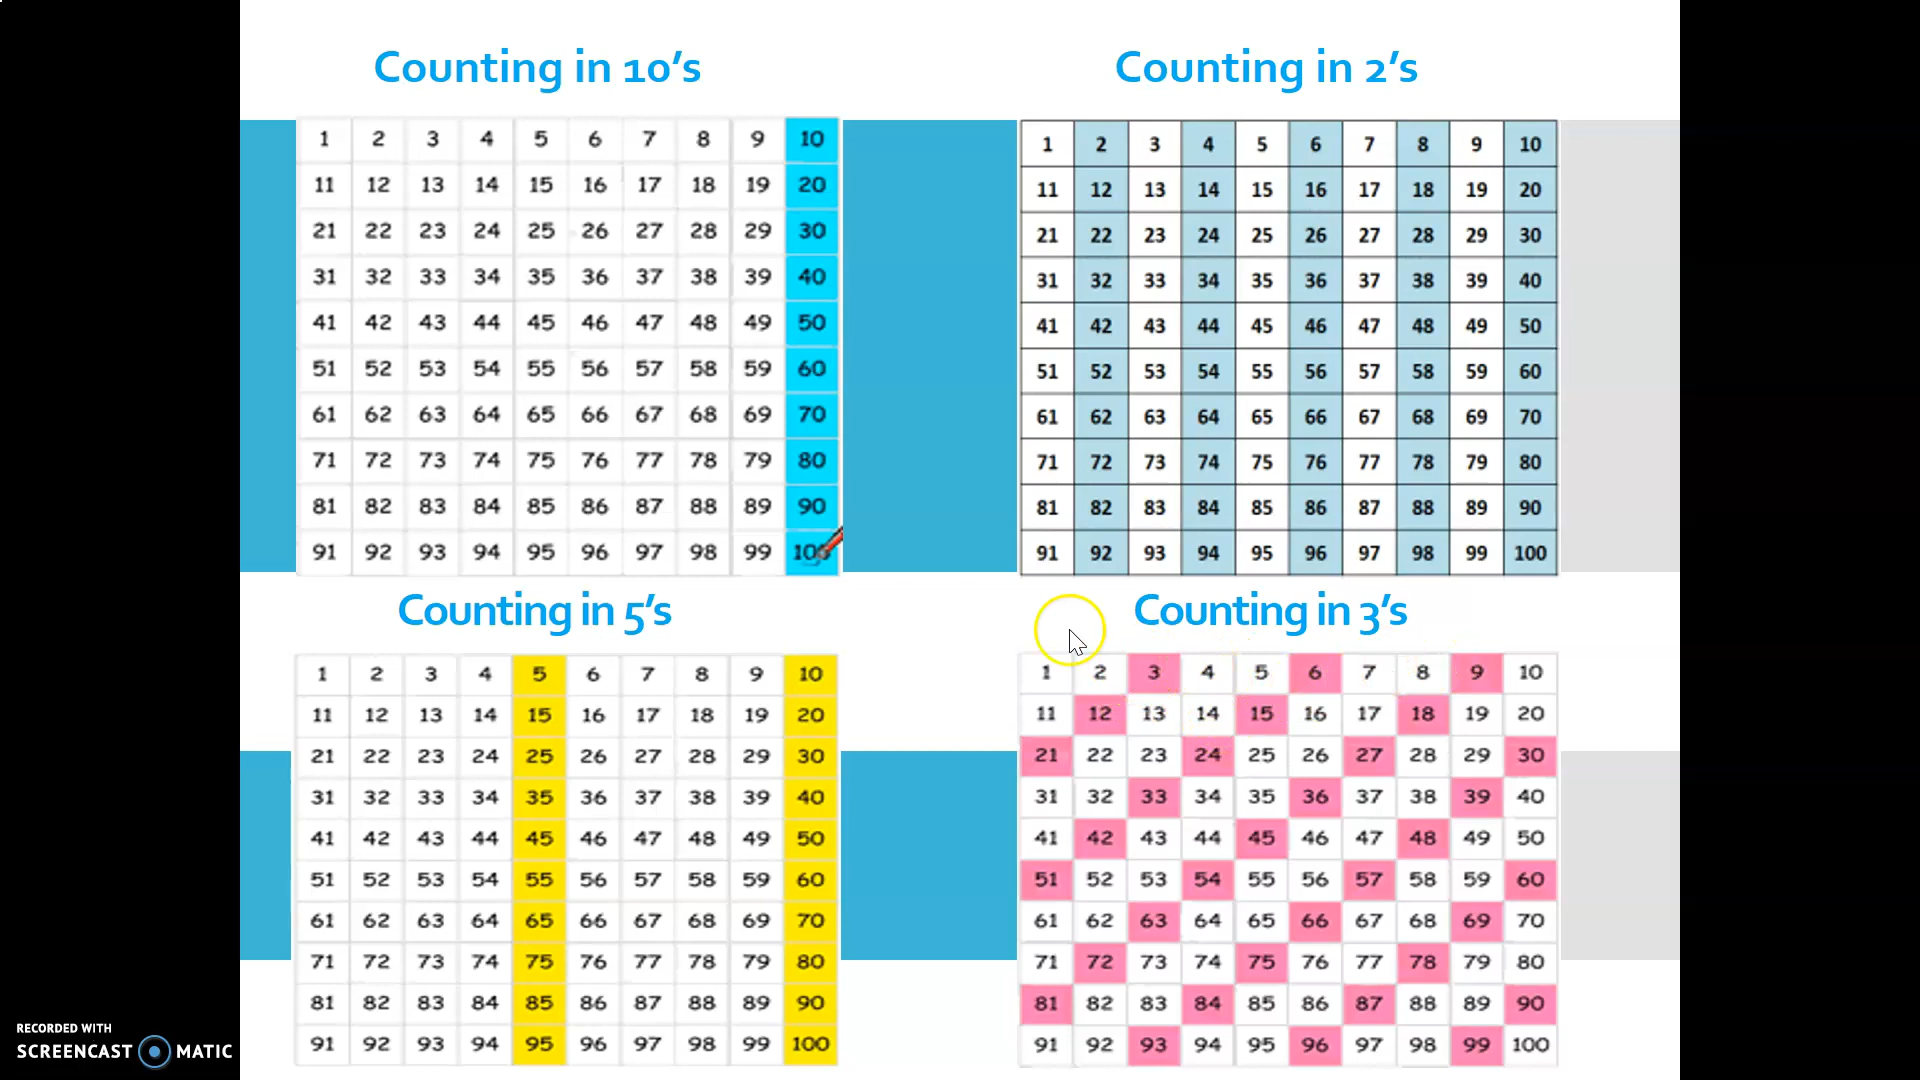 Counting in 10's
1 2 3 4 5 6 7 8 9 10
11 12 13 14 15 16 17 18 19 20
21 22 23 24 25 26 27 28 29 30
31 32 33 34 35 36 37 38 39 40
41 42 43 44 45 46 47 48 49 50
51 52 53 54 55 56 57 58 59 60
61 62 63 64 65 66 67 68 69 70
71 72 73 74 75 76 77 78 79 80
81 82 83 84 85 86 87 88 89 90
91 92 93 94 95 96 97 98 99 100
Counting in 2's
1 2 3 4 5 6 7 8 9 10
11 12 13 14 15 16 17 18 19 20
21 22 23 24 25 26 27 28 29 30
31 32 33 34 35 36 37 38 39 40
41 42 43 44 45 46 47 48 49 50
51 52 53 54 55 56 57 58 59 60
61 62 63 64 65 66 67 68 69 70
71 72 73 74 75 76 77 78 79 80
81 82 83 84 85 86 87 88 89 90
91 92 93 94 95 96 97 98 99 100
Counting in 5's
1 2 3 4 5 6 7 8 9 10
11 12 13 14 15 16 17 18 19 20
21 22 23 24 25 26 27 28 29 30
31 32 33 34 35 36 37 38 39 40
41 42 43 44 45 46 47 48 49 50
51 52 53 54 55 56 57 58 59 60
61 62 63 64 65 66 67 68 69 70
71 72 73 74 75 76 77 78 79 80
81 82 83 84 85 86 87 88 89 90
91 92 93 94 95 96 97 98 99 100
Counting in 3's
1 2 3 4 5 6 7 8 9 10
11 12 13 14 15 16 17 18 19 20
21 22 23 24 25 26 27 28 29 30
31 32 33 34 35 36 37 38 39 40
41 42 43 44 45 46 47 48 49 50
51 52 53 54 55 56 57 58 59 60
61 62 63 64 65 66 67 68 69 70
71 72 73 74 75 76 77 78 79 80
81 82 83 84 85 86 87 88 89 90
91 92 93 94 95 96 97 98 99 100
RECORDED WITH
SCREENCAST MATIC